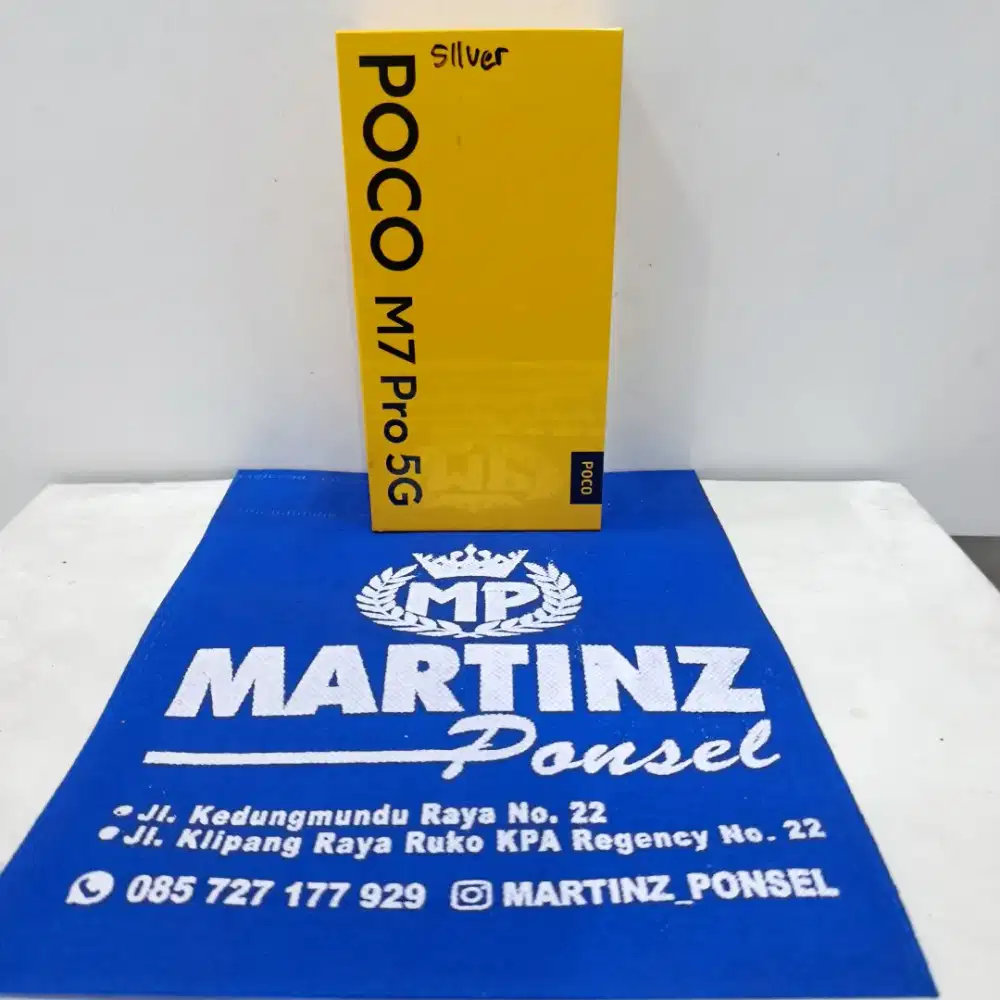 SIlver
POCO M7 Pro 5G
POCO
MP
MARTINZ
Ponsel
• Jl. Kedungmundu Raya No. 22
• Jl. Klipang Raya Ruko KPA Regency No. 22
085 727 177 929 MARTINZ_PONSEL